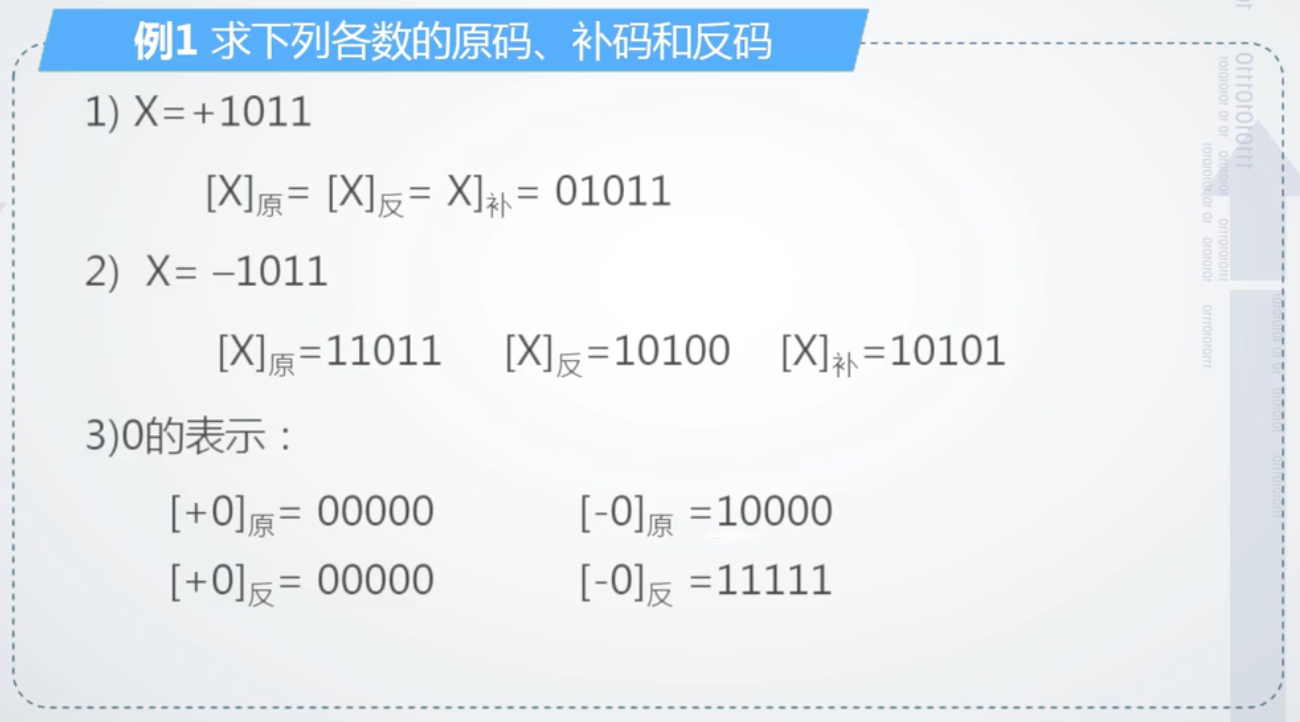 例1 求下列各数的原码、补码和反码
1) X=+1011
[X]原= [X]反= X]补= 01011
2) X= –1011
[X]原=11011 [X]反=10100 [X]补=10101
3)0的表示：
[+0]原= 00000 [-0]原 =10000
[+0]反= 00000 [-0]反 =11111